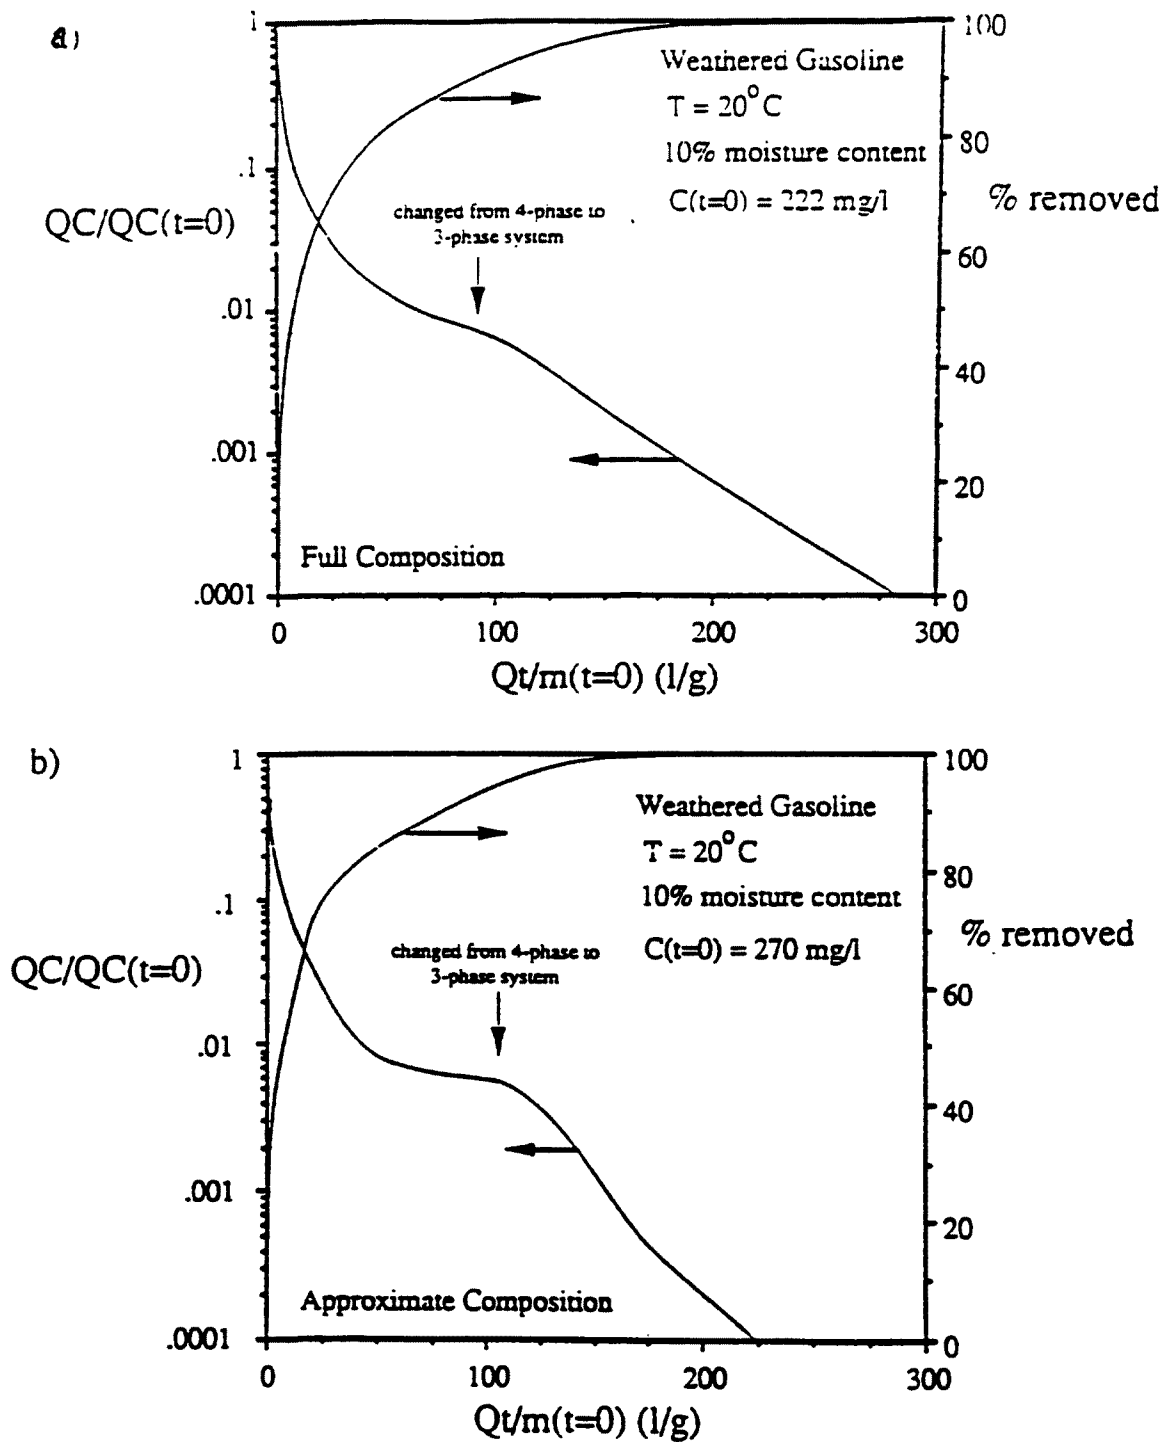 a)
1
100
Weathered Gasoline
T = 20°C
10% moisture content
C(t=0) = 222 mg/l
80
.1
QC/QC(t=0)
% removed
changed from 4-phase to
3-phase system
60
.01
40
.001
20
Full Composition
.0001
0
0
100
200
300
Qt/m(t=0) (l/g)
b)
1
100
Weathered Gasoline
T = 20°C
10% moisture content
C(t=0) = 270 mg/l
80
.1
% removed
changed from 4-phase to
3-phase system
QC/QC(t=0)
60
.01
40
.001
20
Approximate Composition
.0001
0
0
100
200
300
Qt/m(t=0) (l/g)